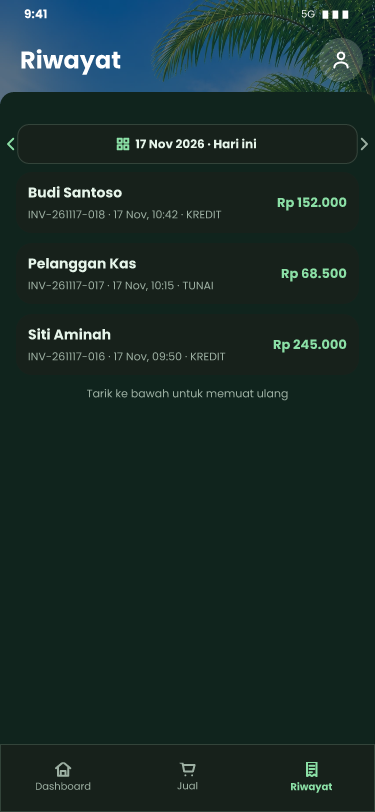 9:41
5G
Riwayat
17 Nov 2026 · Hari ini
Budi Santoso
INV-261117-018 · 17 Nov, 10:42 · KREDIT
Rp 152.000
Pelanggan Kas
INV-261117-017 · 17 Nov, 10:15 · TUNAI
Rp 68.500
Siti Aminah
INV-261117-016 · 17 Nov, 09:50 · KREDIT
Rp 245.000
Tarik ke bawah untuk memuat ulang
Dashboard
Jual
Riwayat